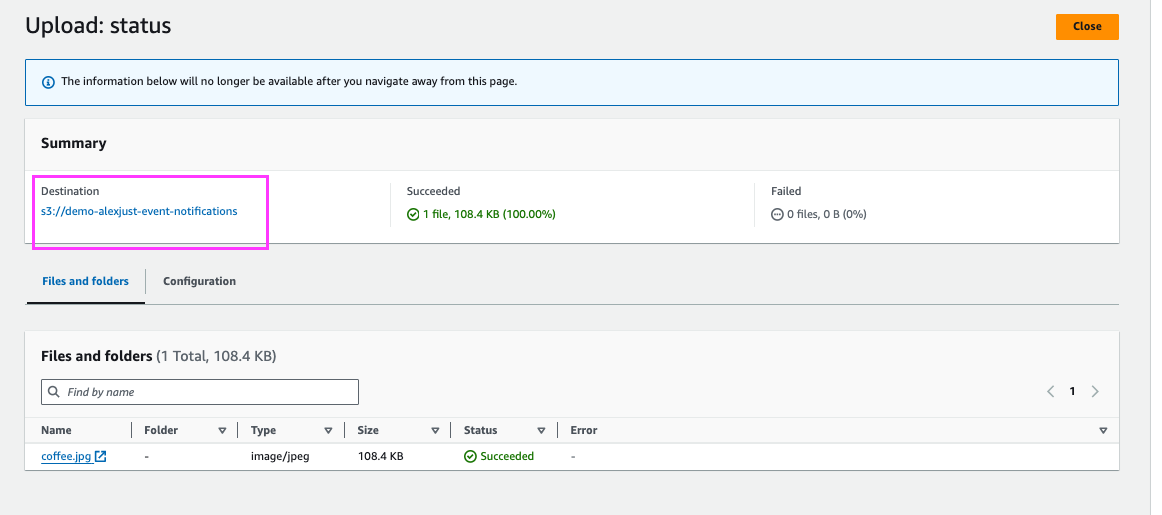 Upload: status
Close
The information below will no longer be available after you navigate away from this page.
Summary
Destination
s3://demo-alexjust-event-notifications
Succeeded
1 file, 108.4 KB (100.00%)
Failed
0 files, 0 B (0%)
Files and folders
Configuration
Files and folders (1 Total, 108.4 KB)
Find by name
1
Name Folder Type Size Status Error
coffee.jpg - image/jpeg 108.4 KB Succeeded -